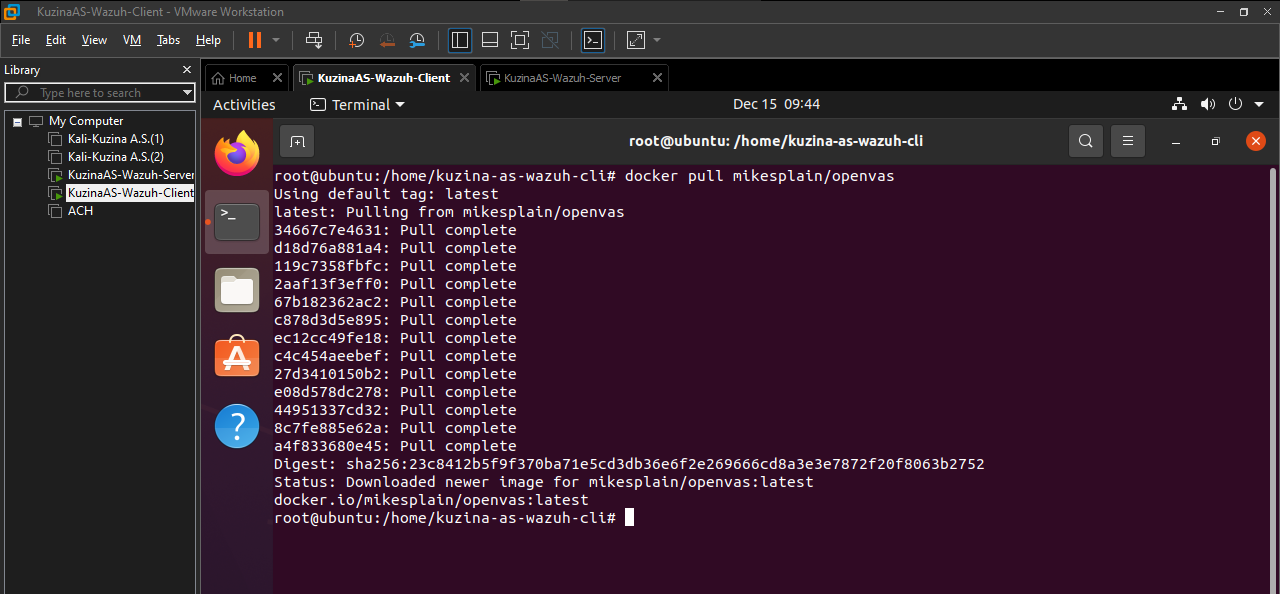 KuzinaAS-Wazuh-Client - VMware Workstation
File Edit View VM Tabs Help
Library
Type here to search
My Computer
Kali-Kuzina A.S.(1)
Kali-Kuzina A.S.(2)
KuzinaAS-Wazuh-Server
KuzinaAS-Wazuh-Client
ACH
Home KuzinaAS-Wazuh-Client KuzinaAS-Wazuh-Server
Activities Terminal Dec 15 09:44
root@ubuntu: /home/kuzina-as-wazuh-cli
root@ubuntu:/home/kuzina-as-wazuh-cli# docker pull mikesplain/openvas
Using default tag: latest
latest: Pulling from mikesplain/openvas
34667c7e4631: Pull complete
d18d76a881a4: Pull complete
119c7358fbfc: Pull complete
2aaf13f3eff0: Pull complete
67b182362ac2: Pull complete
c878d3d5e895: Pull complete
ec12cc49fe18: Pull complete
c4c454aeebef: Pull complete
27d3410150b2: Pull complete
e08d578dc278: Pull complete
44951337cd32: Pull complete
8c7fe885e62a: Pull complete
a4f833680e45: Pull complete
Digest: sha256:23c8412b5f9f370ba71e5cd3db36e6f2e269666cd8a3e3e7872f20f8063b2752
Status: Downloaded newer image for mikesplain/openvas:latest
docker.io/mikesplain/openvas:latest
root@ubuntu:/home/kuzina-as-wazuh-cli#